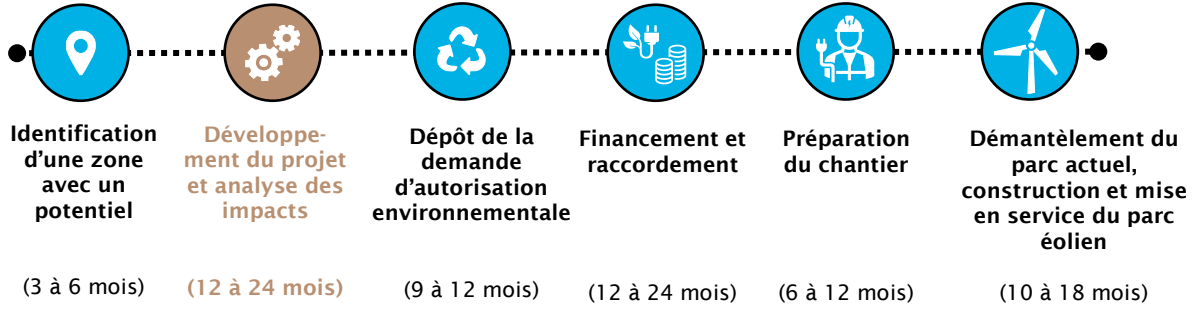 Identification
d’une zone
avec un
potentiel
(3 à 6 mois)
Développe-
ment du projet
et analyse des
impacts
(12 à 24 mois)
Dépôt de la
demande
d’autorisation
environnementale
(9 à 12 mois)
Financement et
raccordement
(12 à 24 mois)
Préparation
du chantier
(6 à 12 mois)
Démantèlement du
parc actuel,
construction et mise
en service du parc
éolien
(10 à 18 mois)